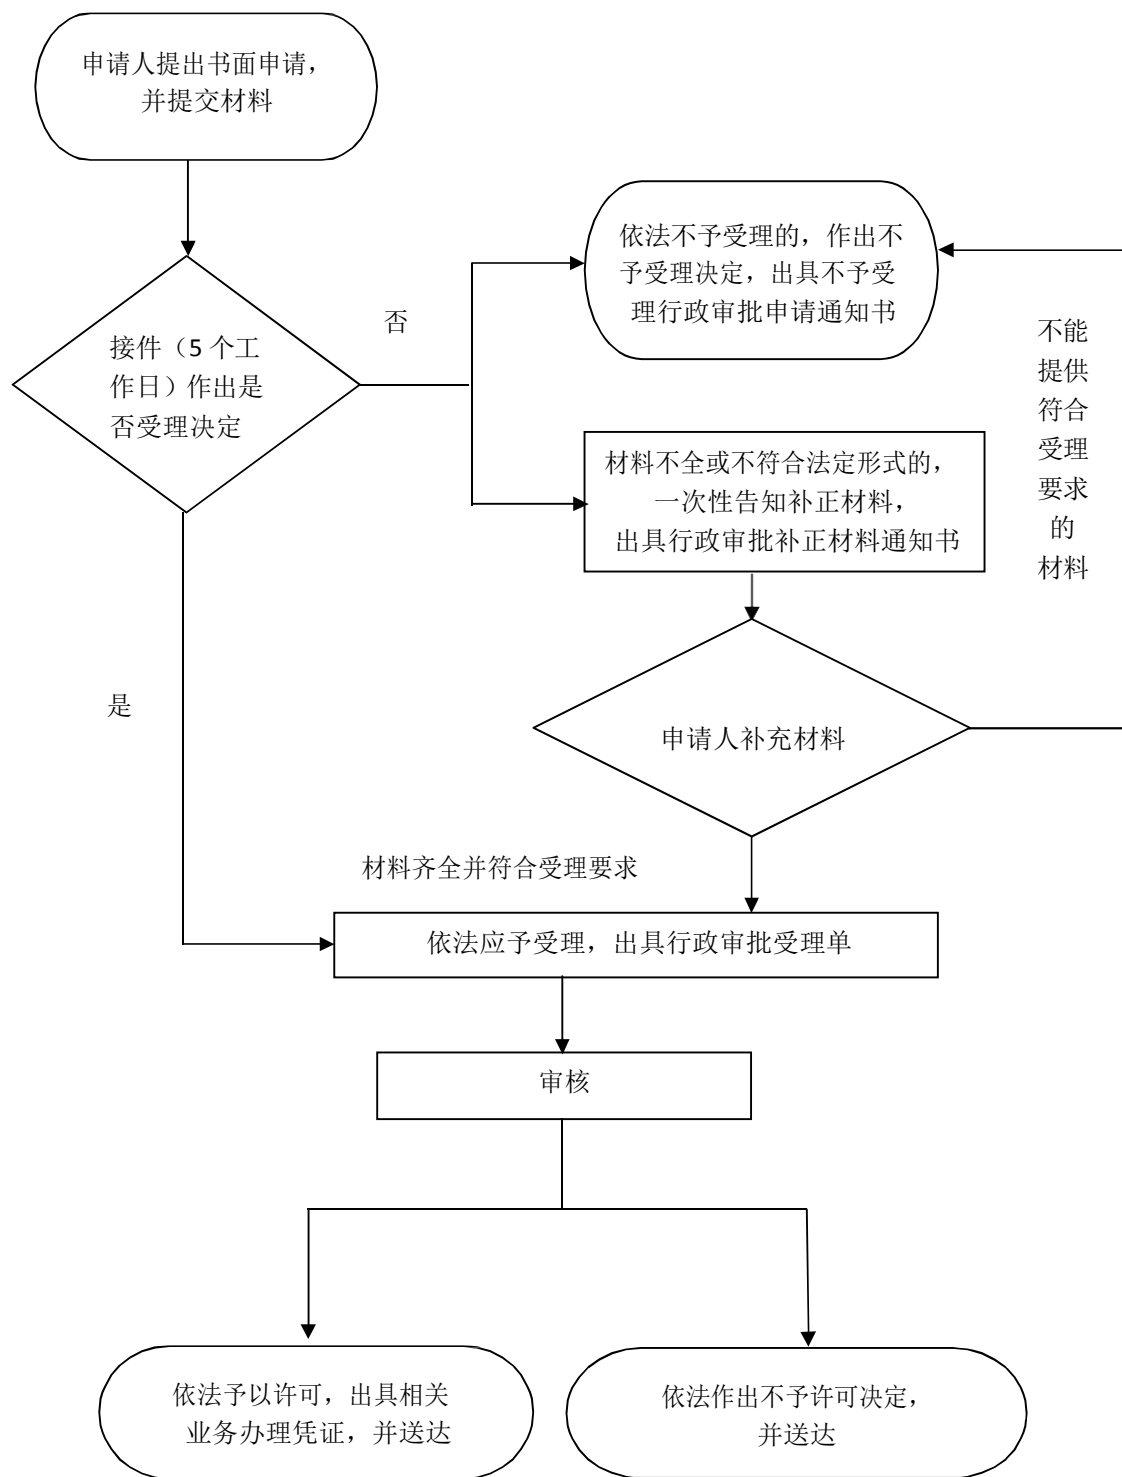 申请人提出书面申请，
并提交材料
依法不予受理的，作出不
予受理决定，出具不予受
理行政审批申请通知书
否
接件（5 个工
作日）作出是
否受理决定
不能
提供
符合
受理
要求
的
材料
材料不全或不符合法定形式的，
一次性告知补正材料，
出具行政审批补正材料通知书
是
申请人补充材料
材料齐全并符合受理要求
依法应予受理，出具行政审批受理单
审核
依法予以许可，出具相关
业务办理凭证，并送达
依法作出不予许可决定，
并送达